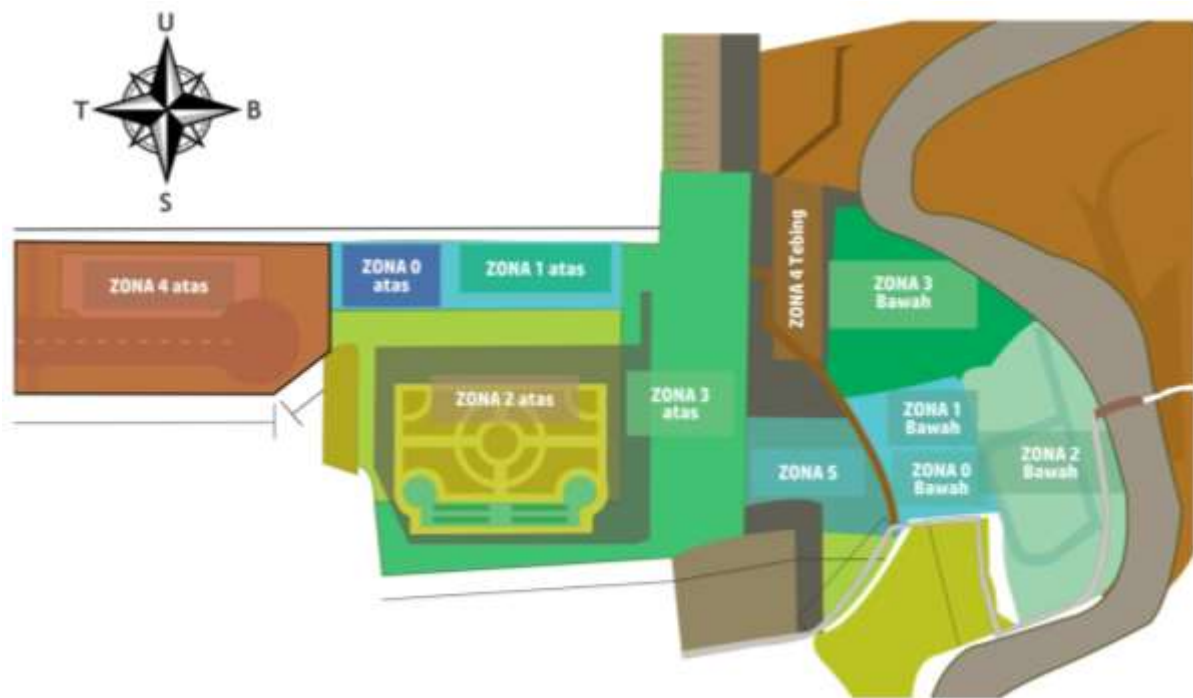 U
T
B
S
ZONA 4 atas
ZONA 0
atas
ZONA 1 atas
ZONA 4 Tebing
ZONA 3
Bawah
ZONA 2 atas
ZONA 3
atas
ZONA 1
Bawah
ZONA 5
ZONA 0
Bawah
ZONA 2
Bawah